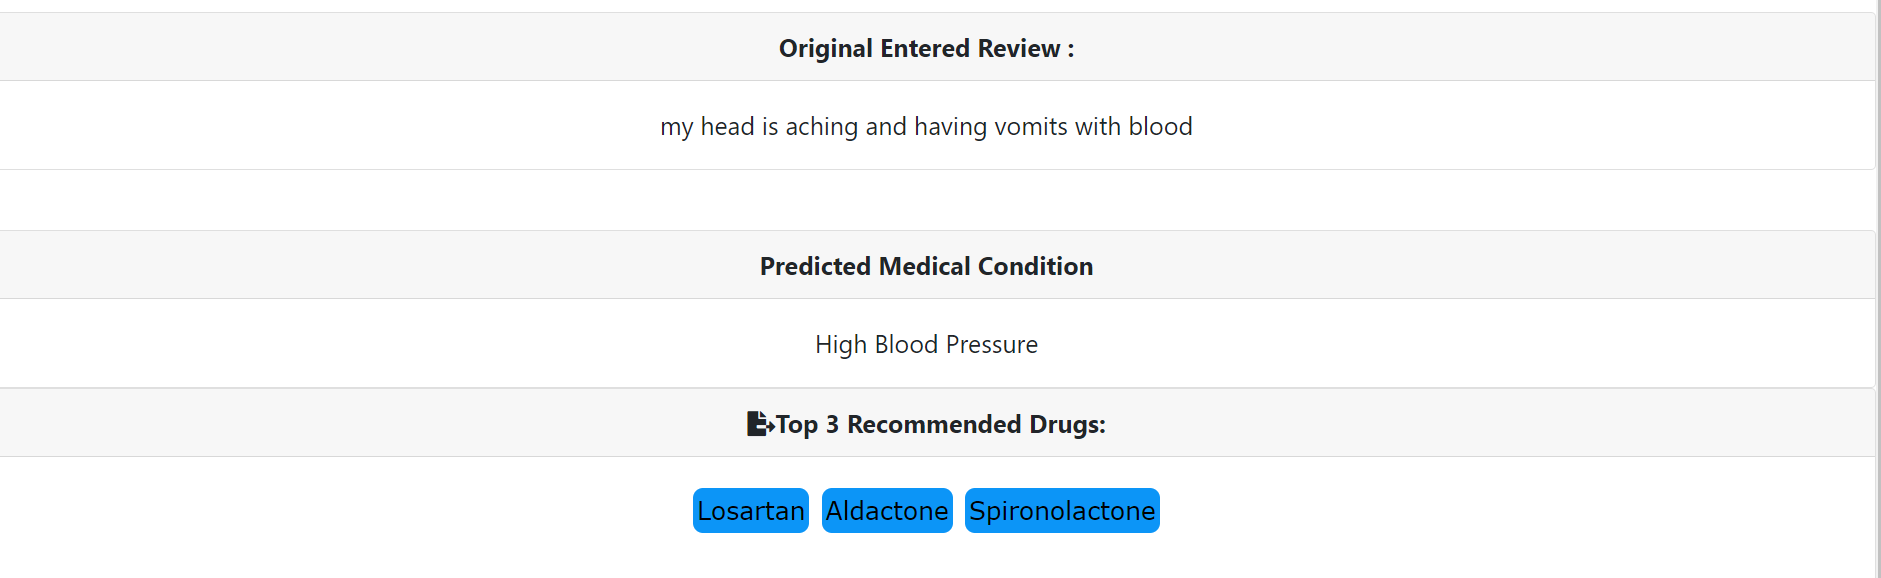 Original Entered Review :
my head is aching and having vomits with blood
Predicted Medical Condition
High Blood Pressure
Top 3 Recommended Drugs:
Losartan Aldactone Spironolactone